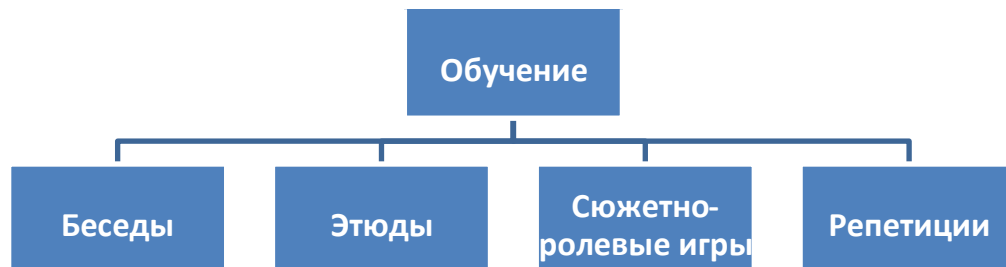 Обучение
Беседы
Этюды
Сюжетно-
ролевые игры
Репетиции